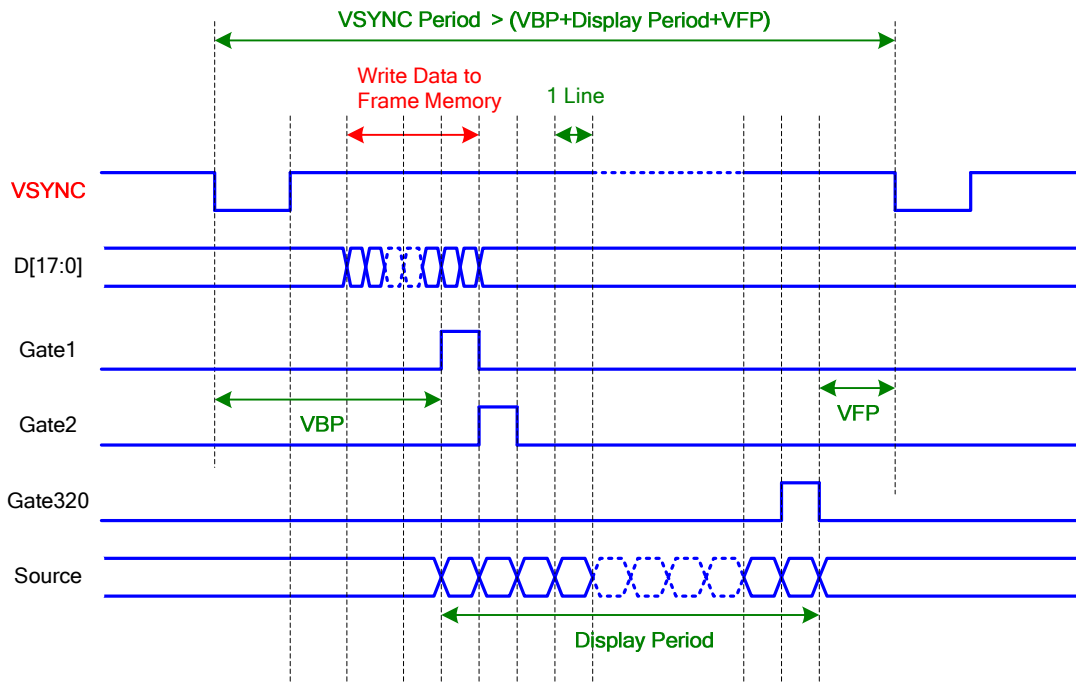 VSYNC Period > (VBP+Display Period+VFP)
Write Data to
Frame Memory
1 Line
VSYNC
D[17:0]
Gate1
VBP
VFP
Gate2
Gate320
Source
Display Period